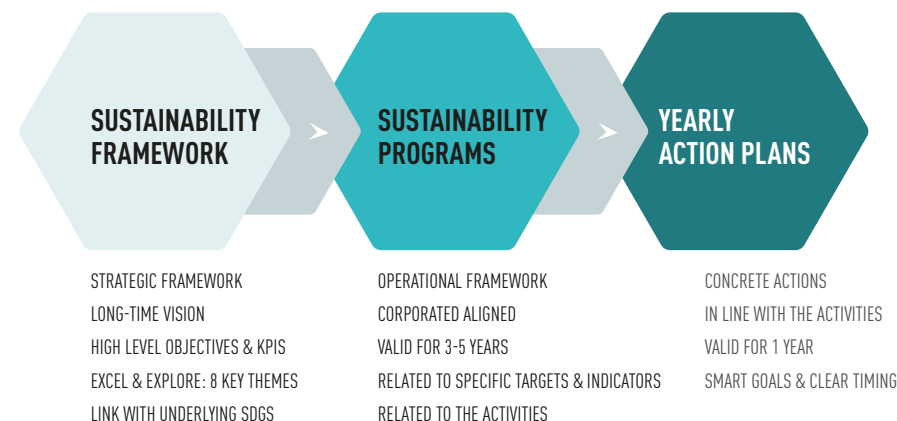 SUSTAINABILITY
FRAMEWORK
SUSTAINABILITY
PROGRAMS
YEARLY
ACTION PLANS
STRATEGIC FRAMEWORK
LONG-TIME VISION
HIGH LEVEL OBJECTIVES & KPIS
EXCEL & EXPLORE: 8 KEY THEMES
LINK WITH UNDERLYING SDGS
OPERATIONAL FRAMEWORK
CORPORATED ALIGNED
VALID FOR 3-5 YEARS
RELATED TO SPECIFIC TARGETS & INDICATORS
RELATED TO THE ACTIVITIES
CONCRETE ACTIONS
IN LINE WITH THE ACTIVITIES
VALID FOR 1 YEAR
SMART GOALS & CLEAR TIMING